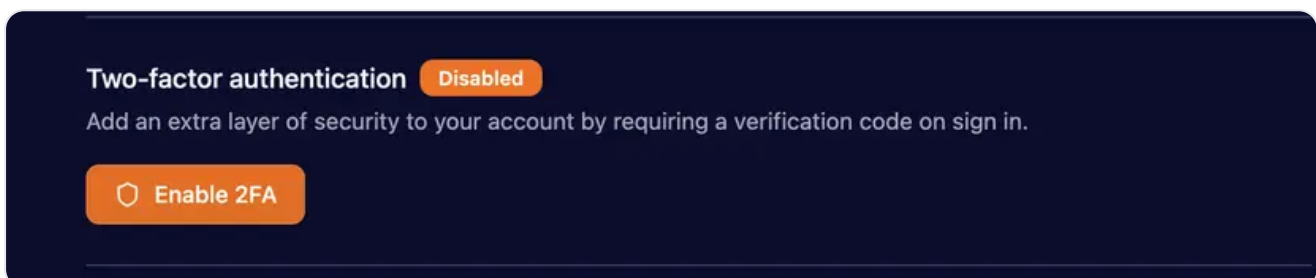 Two-factor authentication Disabled
Add an extra layer of security to your account by requiring a verification code on sign in.
Enable 2FA